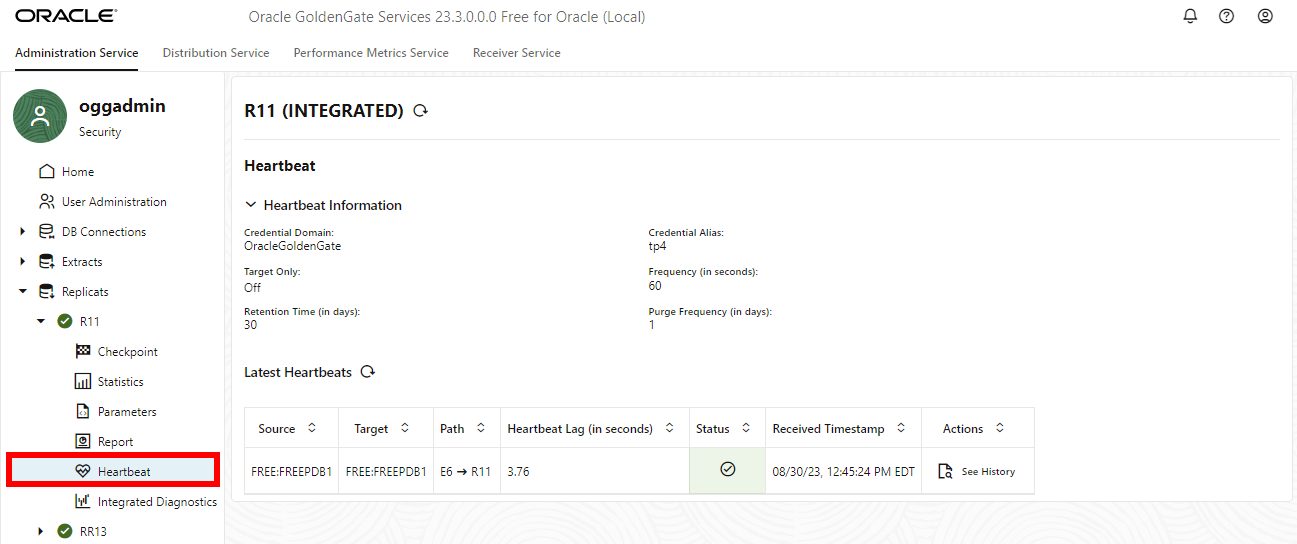 ORACLE
Oracle GoldenGate Services 23.3.0.0.0 Free for Oracle (Local)
Administration Service Distribution Service Performance Metrics Service Receiver Service
oggadmin
Security
Home
User Administration
DB Connections
Extracts
Replicats
R11
Checkpoint
Statistics
Parameters
Report
Heartbeat
Integrated Diagnostics
RR13
R11 (INTEGRATED)
Heartbeat
Heartbeat Information
Credential Domain: Credential Alias:
OracleGoldenGate tp4
Target Only: Frequency (in seconds):
Off 60
Retention Time (in days): Purge Frequency (in days):
30 1
Latest Heartbeats
Source Target Path Heartbeat Lag (in seconds) Status Received Timestamp Actions
FREE:FREEPDB1 FREE:FREEPDB1 E6 ➔ R11 3.76 08/30/23, 12:45:24 PM EDT See History